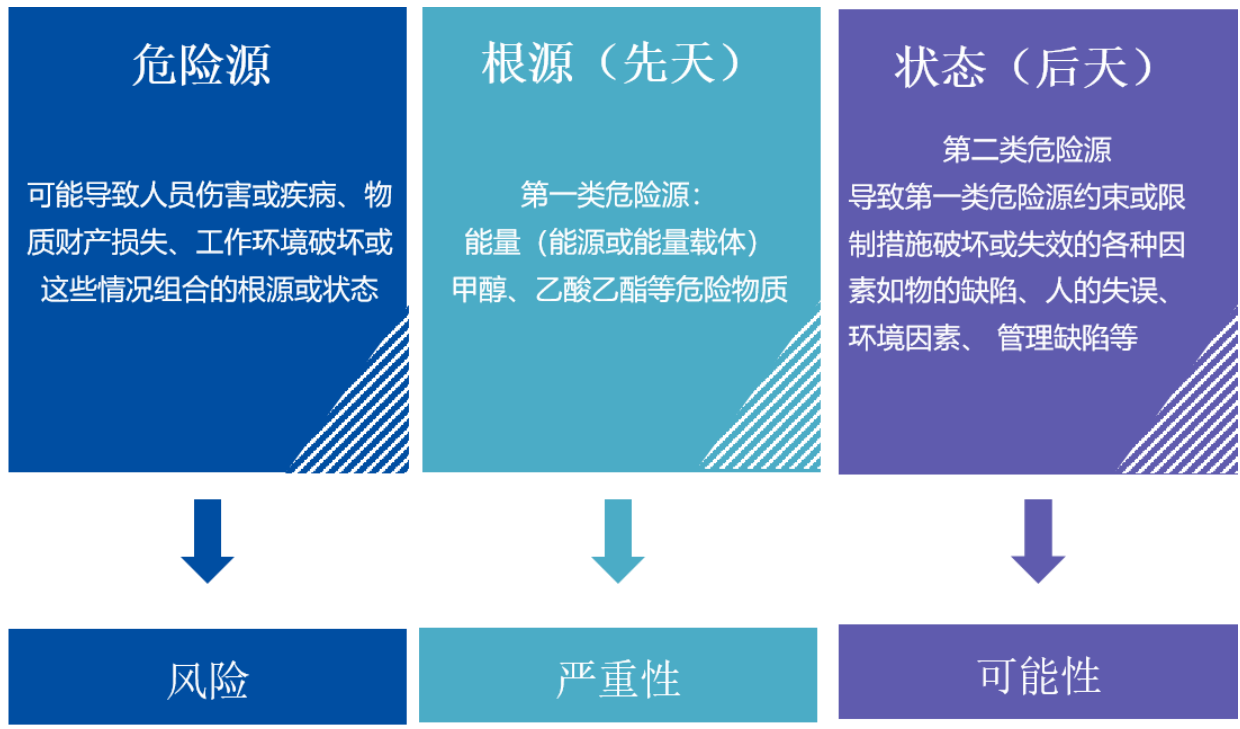 危险源
可能导致人员伤害或疾病、物
质财产损失、工作环境破坏或
这些情况组合的根源或状态
根源（先天）
第一类危险源：
能量（能源或能量载体）
甲醇、乙酸乙酯等危险物质
状态（后天）
第二类危险源
导致第一类危险源约束或限
制措施破坏或失效的各种因
素如物的缺陷、人的失误、
环境因素、 管理缺陷等
风险
严重性
可能性